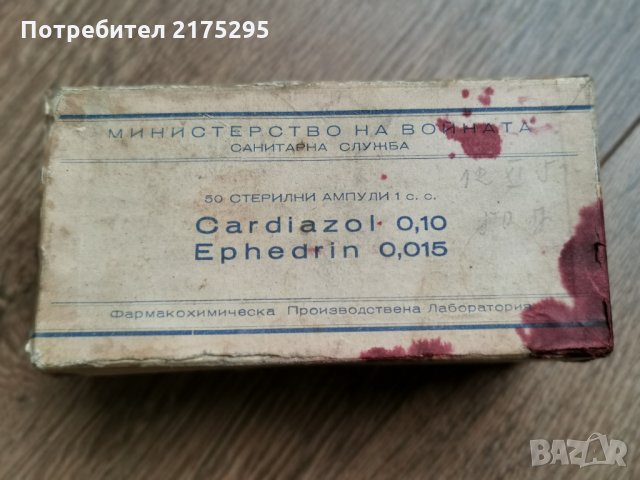 Потребител 2175295
МИНИСТЕРСТВО НА ВОЙНАТА
САНИТАРНА СЛУЖБА
50 СТЕРИЛНИ АМПУЛИ 1 с. с.
Cardiazol 0,10
Ephedrin 0,015
Фармакохимическа Производствена Лаборатория
BAZAR